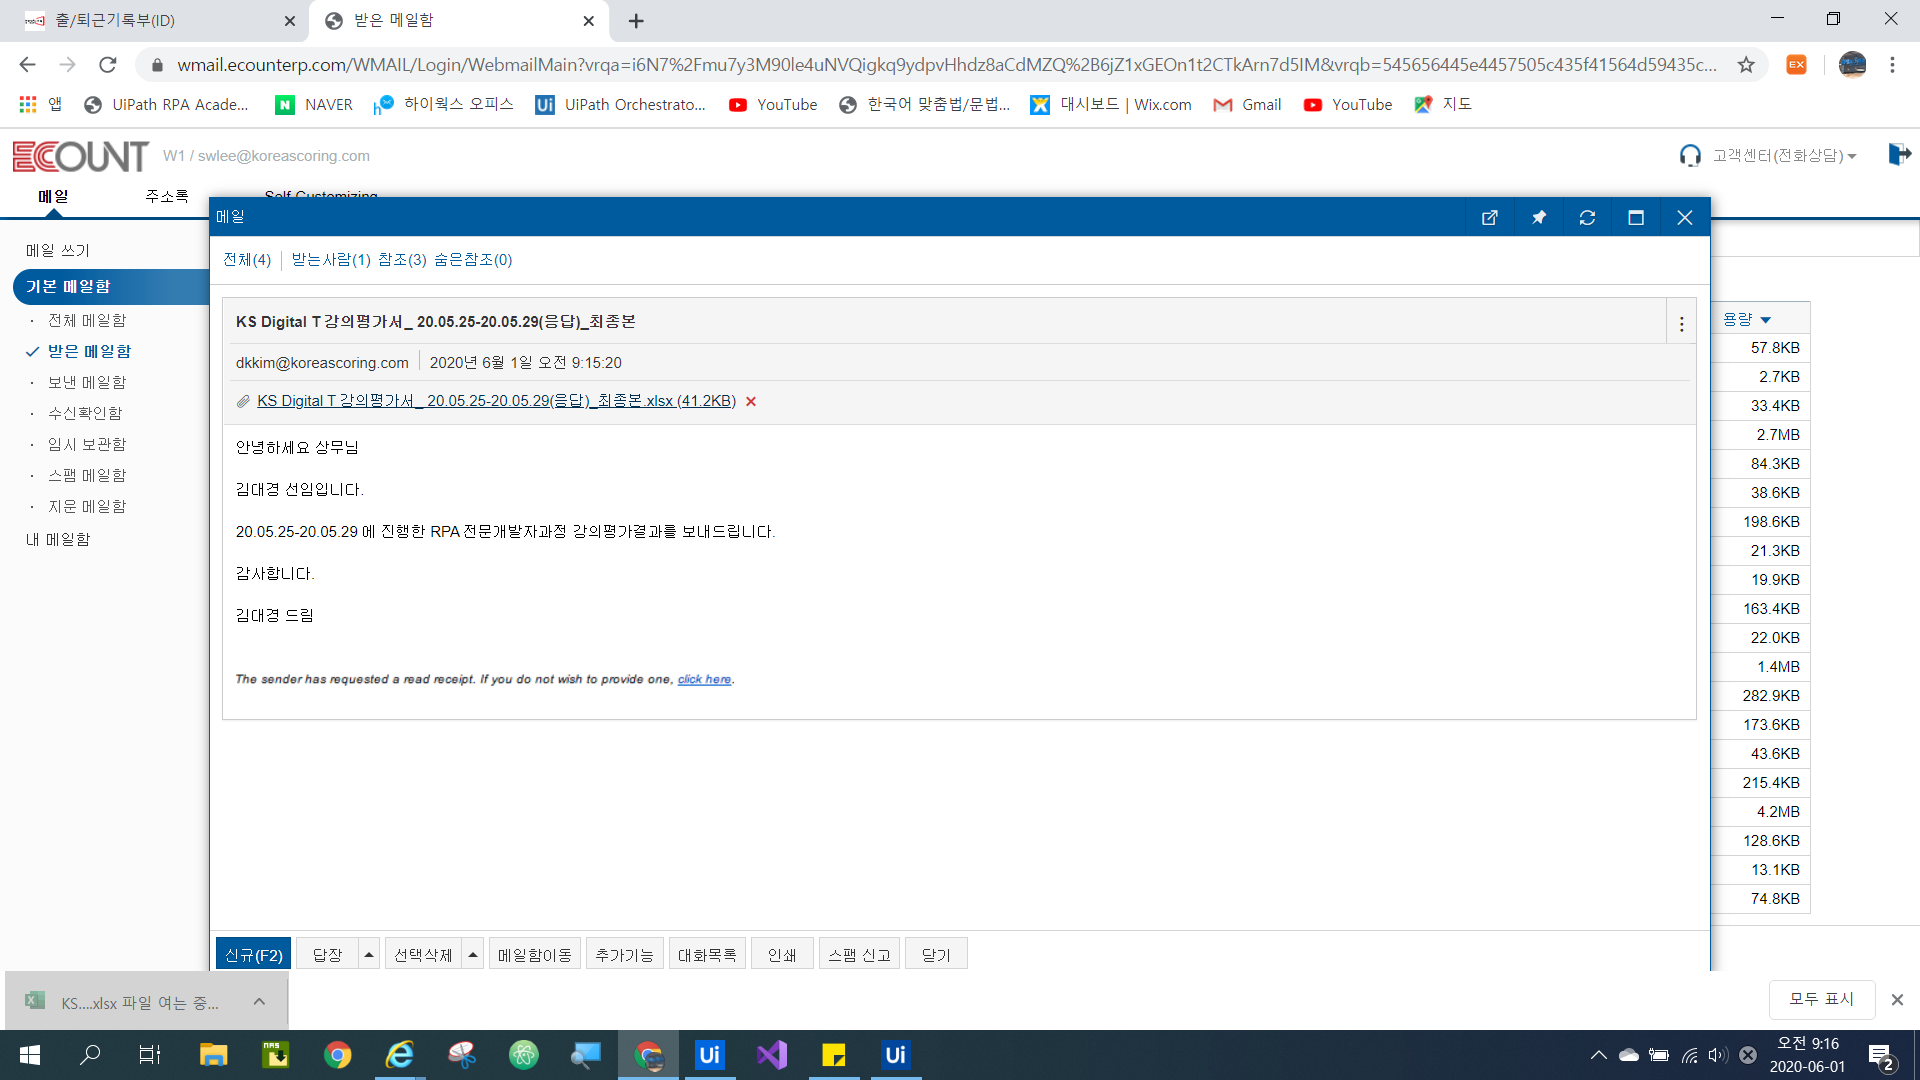 출/퇴근기록부(ID)
받은 메일함
wmail.ecounterp.com/WMAIL/Login/WebmailMain?vrqa=i6N7%2Fmu7y3M90le4uNVQigkq9ydpvHhdz8aCdMZQ%2B6jZ1xGEOn1t2CTkArn7d5IM&vrqb=545656445e4457505c435f41564d59435c...
EX
앱
UiPath RPA Acade...
NAVER
하이웍스 오피스
UiPath Orchestrato...
YouTube
한국어 맞춤법/문법...
대시보드 | Wix.com
Gmail
YouTube
지도
ECOUNT
W1 / swlee@koreascoring.com
고객센터(전화상담)
메일
주소록
Self-Customizing
메일 쓰기
기본 메일함
전체 메일함
받은 메일함
보낸 메일함
수신확인함
임시 보관함
스팸 메일함
지운 메일함
내 메일함
메일
전체(4)
받는사람(1) 참조(3) 숨은참조(0)
KS Digital T 강의평가서_ 20.05.25-20.05.29(응답)_최종본
dkkim@koreascoring.com
2020년 6월 1일 오전 9:15:20
KS Digital T 강의평가서_ 20.05.25-20.05.29(응답)_최종본.xlsx (41.2KB)
안녕하세요 상무님
김대경 선임입니다.
20.05.25-20.05.29 에 진행한 RPA 전문개발자과정 강의평가결과를 보내드립니다.
감사합니다.
김대경 드림
The sender has requested a read receipt. If you do not wish to provide one, click here.
용량
57.8KB
2.7KB
33.4KB
2.7MB
84.3KB
38.6KB
198.6KB
21.3KB
19.9KB
163.4KB
22.0KB
1.4MB
282.9KB
173.6KB
43.6KB
215.4KB
4.2MB
128.6KB
13.1KB
74.8KB
신규(F2)
답장
선택삭제
메일함이동
추가기능
대화목록
인쇄
스팸 신고
닫기
KS....xlsx 파일 여는 중...
모두 표시
NAS
Ui
Ui
오전 9:16
2020-06-01
2